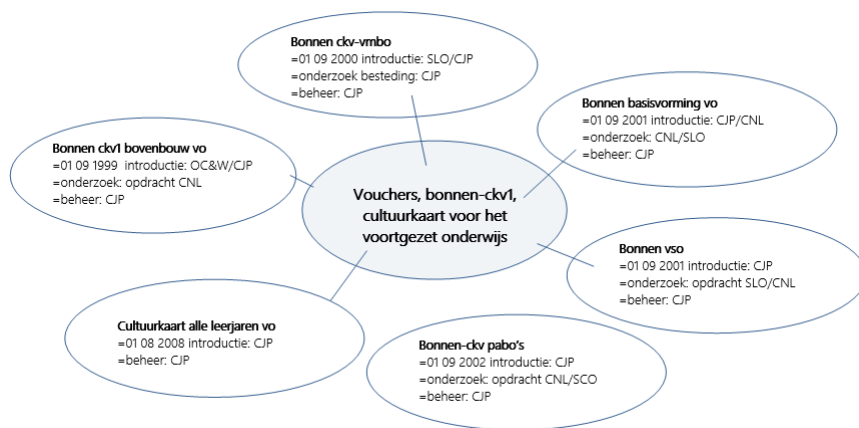 Bonnen ckv-vmbo
=01 09 2000 introductie: SLO/CJP
=onderzoek besteding: CJP
=beheer: CJP
Bonnen basisvorming vo
=01 09 2001 introductie: CJP/CNL
=onderzoek: CNL/SLO
=beheer: CJP
Bonnen ckv1 bovenbouw vo
=01 09 1999 introductie: OC&W/CJP
=onderzoek: opdracht CNL
=beheer: CJP
Vouchers, bonnen-ckv1,
cultuurkaart voor het
voortgezet onderwijs
Bonnen vso
=01 09 2001 introductie: CJP
=onderzoek: opdracht SLO/CNL
=beheer: CJP
Cultuurkaart alle leerjaren vo
=01 08 2008 introductie: CJP
=beheer: CJP
Bonnen-ckv pabo's
=01 09 2002 introductie: CJP
=onderzoek: opdracht CNL/SCO
=beheer: CJP